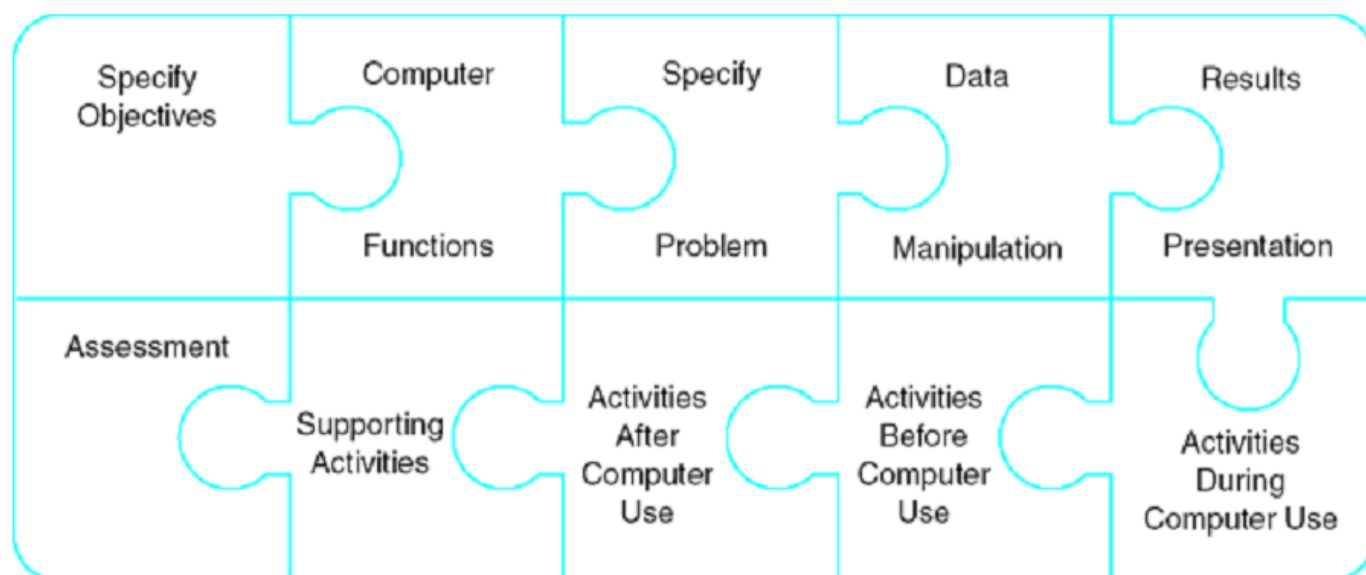 Specify
Objectives
Computer
Functions
Specify
Problem
Data
Manipulation
Results
Presentation
Assessment
Supporting
Activities
Activities
After
Computer
Use
Activities
Before
Computer
Use
Activities
During
Computer Use